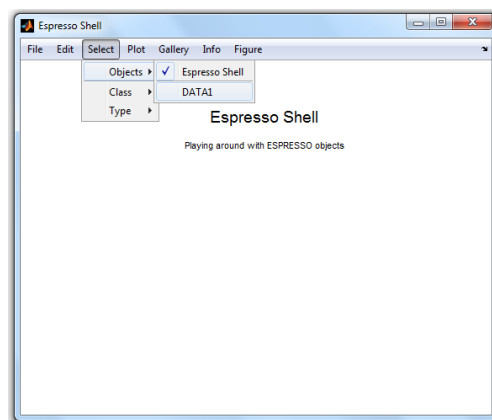 Espresso Shell
File Edit Select Plot Gallery Info Figure
Objects ✓ Espresso Shell
Class DATA1
Type
Espresso Shell
Playing around with ESPRESSO objects